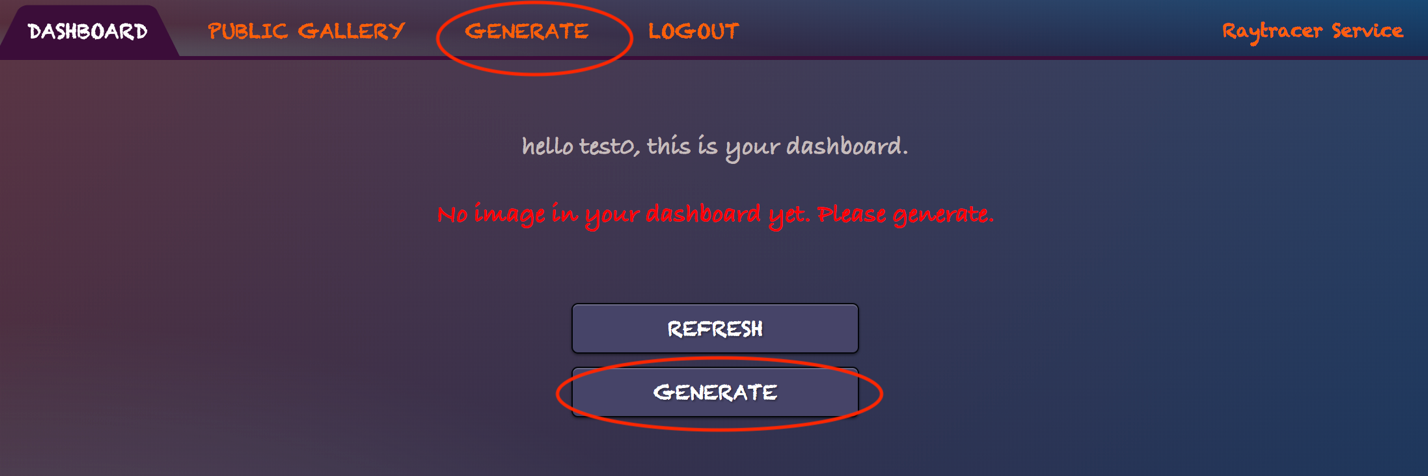 DASHBOARD PUBLIC GALLERY GENERATE LOGOUT Raytracer Service
hello test0, this is your dashboard.
No image in your dashboard yet. Please generate.
REFRESH
GENERATE